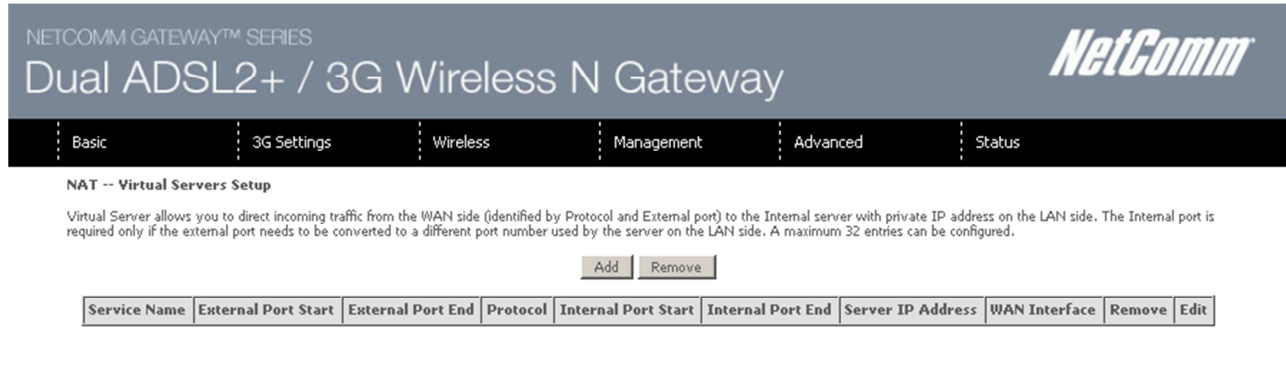 NETCOMM GATEWAY™ SERIES
Dual ADSL2+ / 3G Wireless N Gateway
NetComm
Basic 3G Settings Wireless Management Advanced Status
NAT -- Virtual Servers Setup
Virtual Server allows you to direct incoming traffic from the WAN side (identified by Protocol and External port) to the Internal server with private IP address on the LAN side. The Internal port is
required only if the external port needs to be converted to a different port number used by the server on the LAN side. A maximum 32 entries can be configured.
Add Remove
Service Name External Port Start External Port End Protocol Internal Port Start Internal Port End Server IP Address WAN Interface Remove Edit